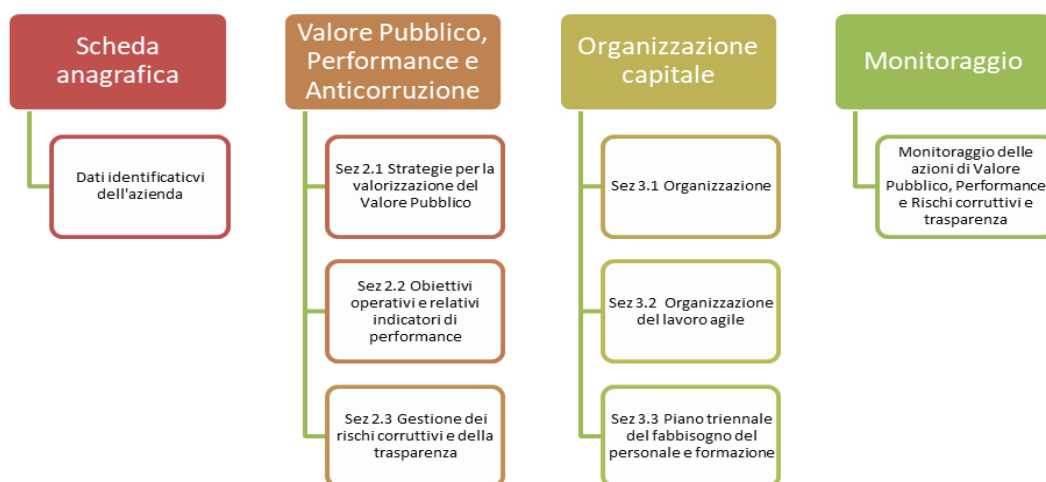 Scheda
anagrafica
Dati identificaticvi
dell'azienda
Valore Pubblico,
Performance e
Anticorruzione
Sez 2.1 Strategie per la
valorizzazione del
Valore Pubblico
Sez 2.2 Obiettivi
operativi e relativi
indicatori di
performance
Sez 2.3 Gestione dei
rischi corruttivi e della
trasparenza
Organizzazione
capitale
Sez 3.1 Organizzazione
Sez 3.2 Organizzazione
del lavoro agile
Sez 3.3 Piano triennale
del fabbisogno del
personale e formazione
Monitoraggio
Monitoraggio delle
azioni di Valore
Pubblico, Performance
e Rischi corruttivi e
trasparenza